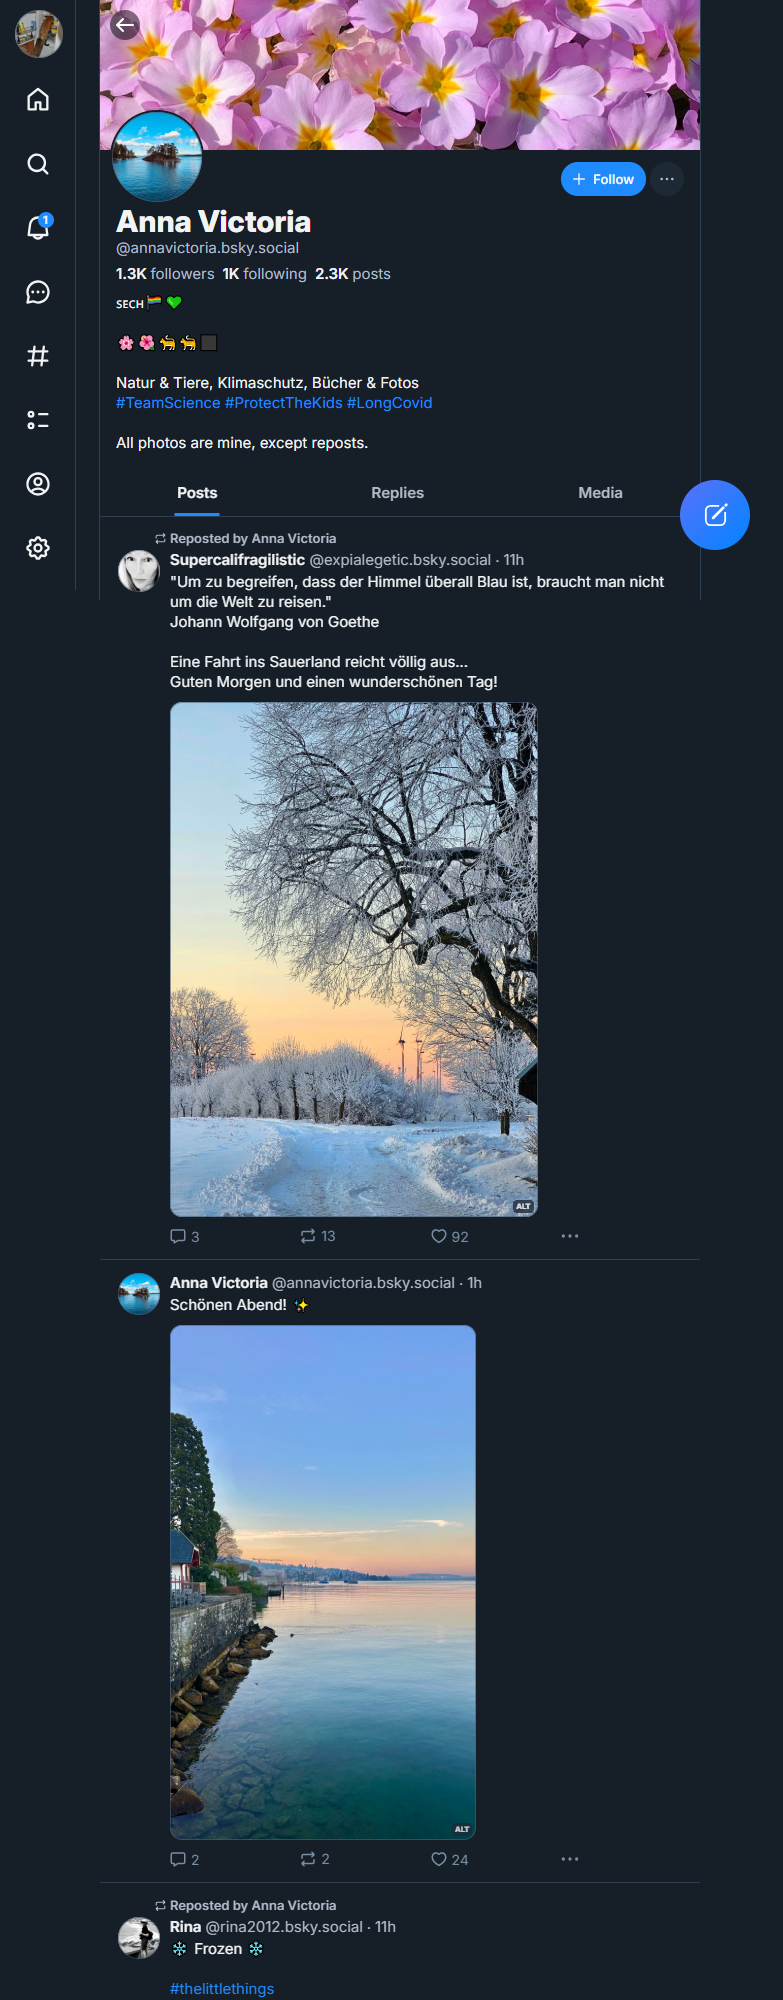 1
Follow
Anna Victoria
@annavictoria.bsky.social
1.3K followers 1K following 2.3K posts
SECH🏳️‍🌈💚
🌸🌺🐆🐆⬛
Natur & Tiere, Klimaschutz, Bücher & Fotos
#TeamScience #ProtectTheKids #LongCovid
All photos are mine, except reposts.
Posts Replies Media
Reposted by Anna Victoria
Supercalifragilistic @expialegetic.bsky.social · 11h
"Um zu begreifen, dass der Himmel überall Blau ist, braucht man nicht
um die Welt zu reisen."
Johann Wolfgang von Goethe
Eine Fahrt ins Sauerland reicht völlig aus...
Guten Morgen und einen wunderschönen Tag!
ALT
3 13 92
Anna Victoria @annavictoria.bsky.social · 1h
Schönen Abend! ✨
ALT
2 2 24
Reposted by Anna Victoria
Rina @rina2012.bsky.social · 11h
❄️ Frozen ❄️
#thelittlethings